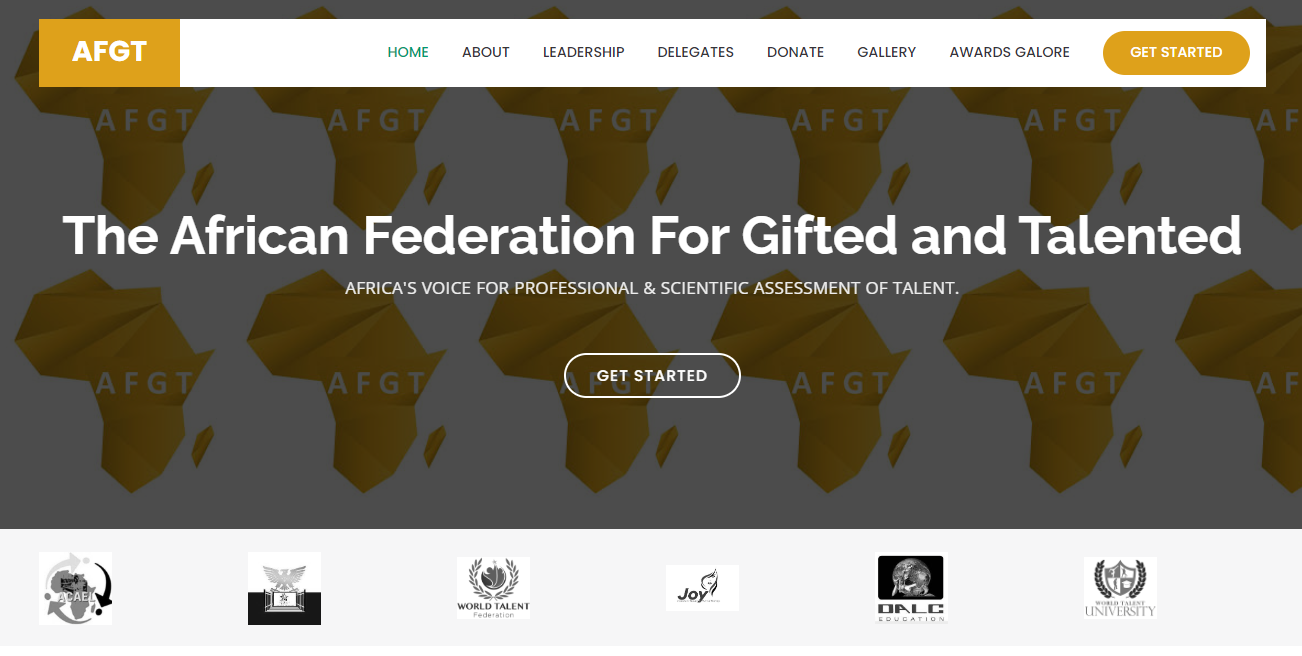 AFGT
HOME ABOUT LEADERSHIP DELEGATES DONATE GALLERY AWARDS GALORE GET STARTED
AFGT AFGT AFGT AFGT AFGT AF
The African Federation For Gifted and Talented
AFRICA'S VOICE FOR PROFESSIONAL & SCIENTIFIC ASSESSMENT OF TALENT.
GET STARTED
AFGT AFGT AFGT AFGT AFGT AF
ACAEL
WORLD TALENT
Federation
Joy
DALC
EDUCATION
WORLD TALENT
UNIVERSITY